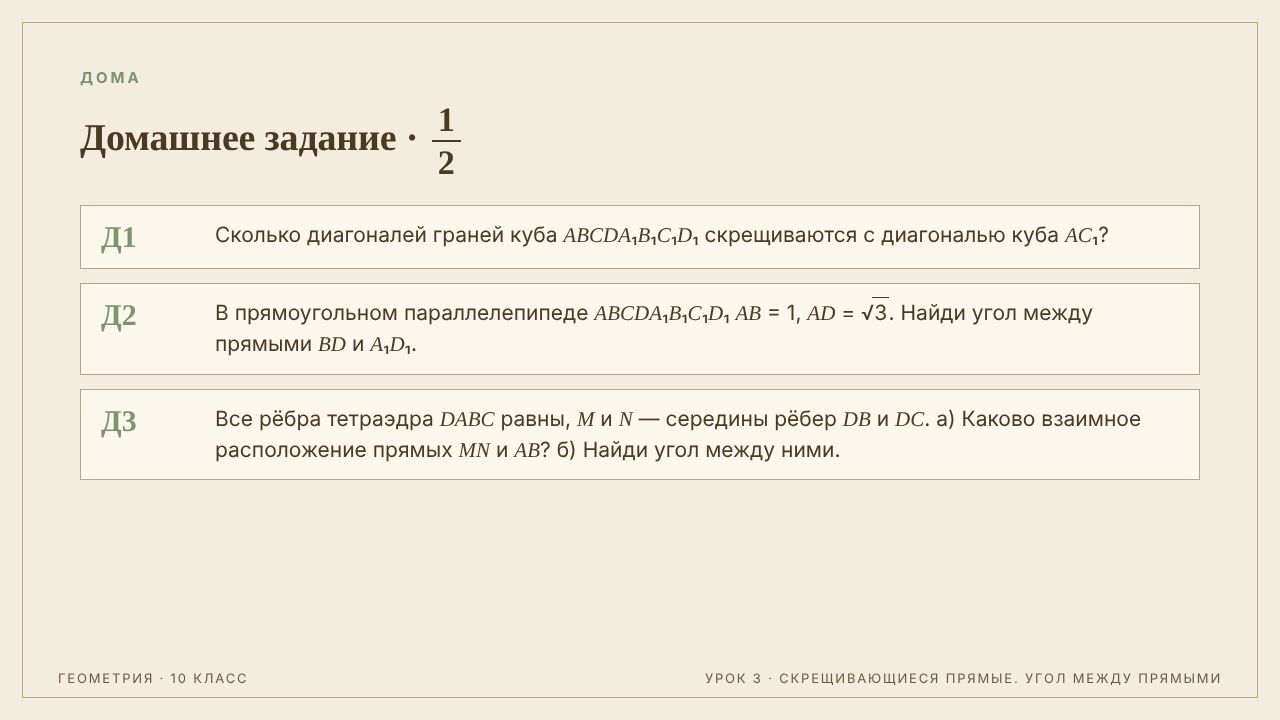 ДОМА
Домашнее задание · 1/2
Д1 Сколько диагоналей граней куба ABCDA₁B₁C₁D₁ скрещиваются с диагональю куба AC₁?
Д2 В прямоугольном параллелепипеде ABCDA₁B₁C₁D₁ AB = 1, AD = √3. Найди угол между
прямыми BD и A₁D₁.
Д3 Все рёбра тетраэдра DABC равны, M и N — середины рёбер DB и DC. а) Каково взаимное
расположение прямых MN и AB? б) Найди угол между ними.
ГЕОМЕТРИЯ · 10 КЛАСС
УРОК 3 · СКРЕЩИВАЮЩИЕСЯ ПРЯМЫЕ. УГОЛ МЕЖДУ ПРЯМЫМИ